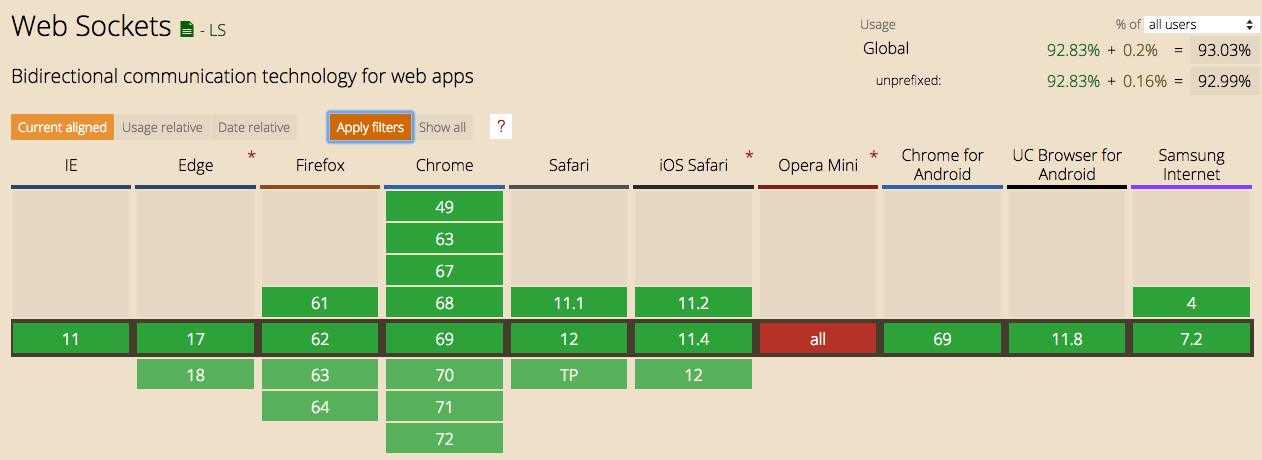 Web Sockets - LS
Usage % of all users
Global 92.83% + 0.2% = 93.03%
Bidirectional communication technology for web apps
unprefixed: 92.83% + 0.16% = 92.99%
Current aligned Usage relative Date relative Apply filters Show all ?
IE Edge * Firefox Chrome Safari iOS Safari * Opera Mini * Chrome for Android UC Browser for Android Samsung Internet
49
63
67
61 68 11.1 11.2 4
11 17 62 69 12 11.4 all 69 11.8 7.2
18 63 70 TP 12
64 71
72